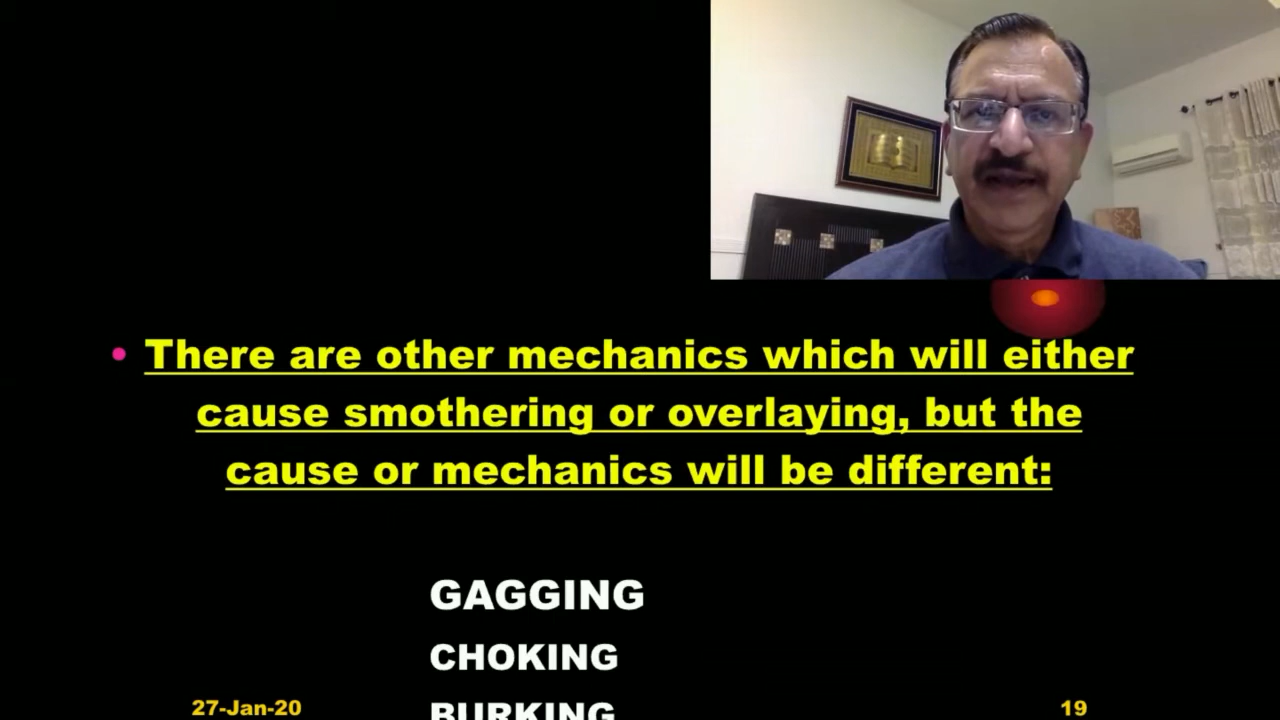 • There are other mechanics which will either
cause smothering or overlaying, but the
cause or mechanics will be different:
GAGGING
CHOKING
BURKING
27-Jan-20
19